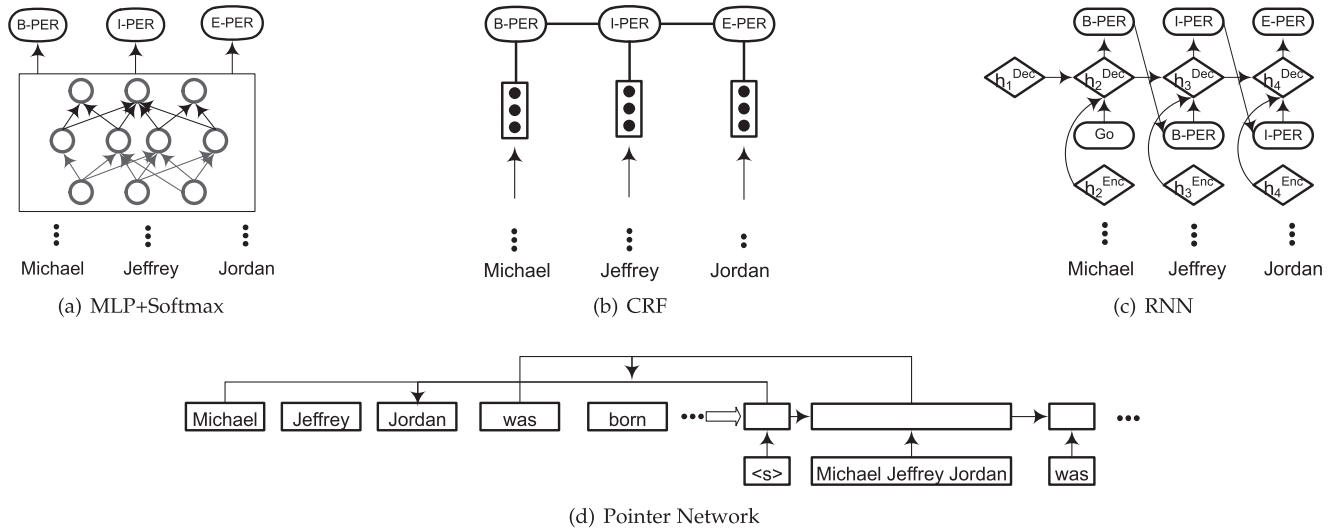 B-PER I-PER E-PER
Michael Jeffrey Jordan
(a) MLP+Softmax
B-PER I-PER E-PER
Michael Jeffrey Jordan
(b) CRF
B-PER I-PER E-PER
h1Dec h2Dec h3Dec h4Dec
Go B-PER I-PER
h2Enc h3Enc h4Enc
Michael Jeffrey Jordan
(c) RNN
Michael Jeffrey Jordan was born
<s> Michael Jeffrey Jordan was
(d) Pointer Network